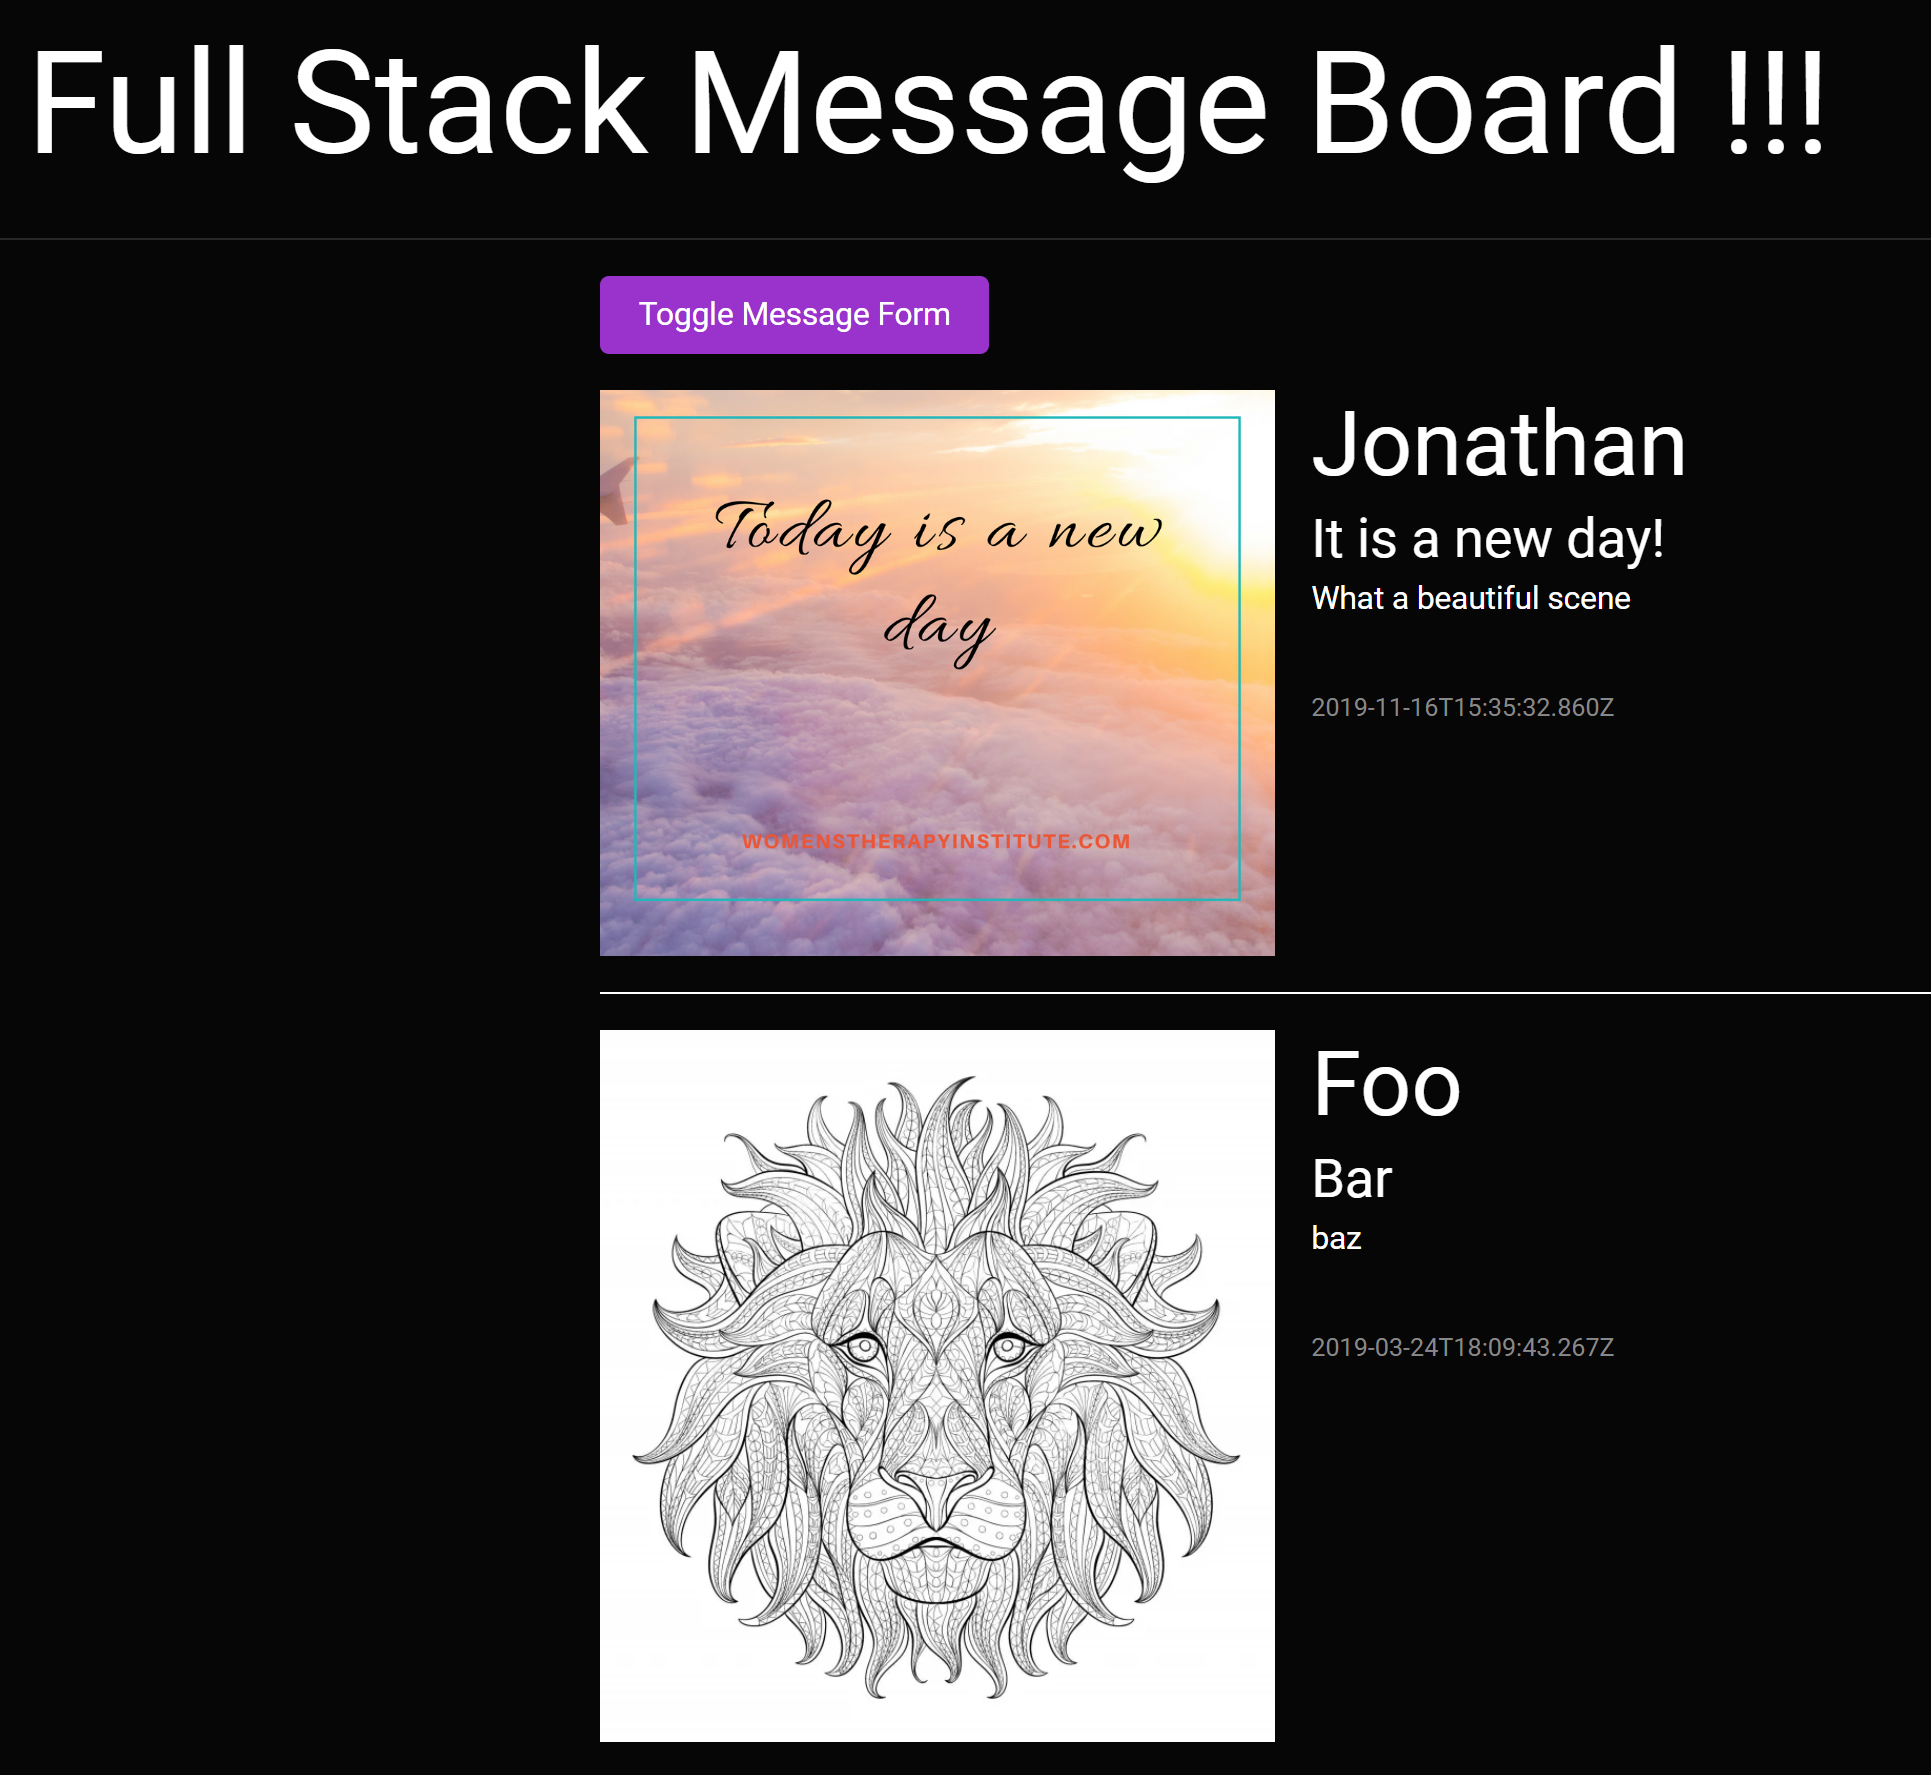 Full Stack Message Board !!!
Toggle Message Form
Today is a new
day
WOMENSTHERAPYINSTITUTE.COM
Jonathan
It is a new day!
What a beautiful scene
2019-11-16T15:35:32.860Z
Foo
Bar
baz
2019-03-24T18:09:43.267Z